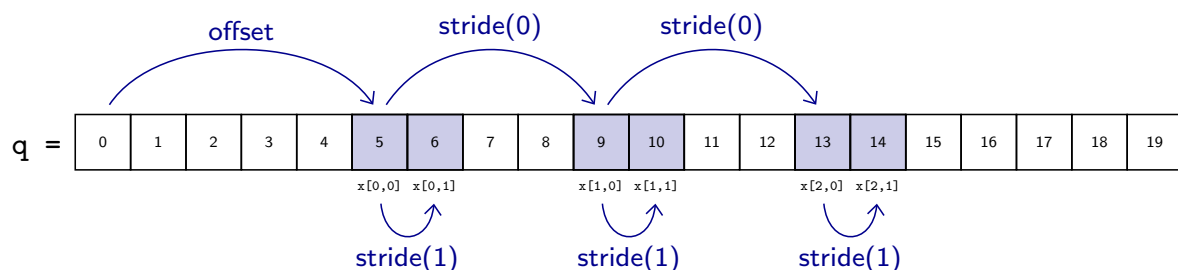 offset stride(0) stride(0)
q = 0 1 2 3 4 5 6 7 8 9 10 11 12 13 14 15 16 17 18 19
x[0,0] x[0,1] x[1,0] x[1,1] x[2,0] x[2,1]
stride(1) stride(1) stride(1)